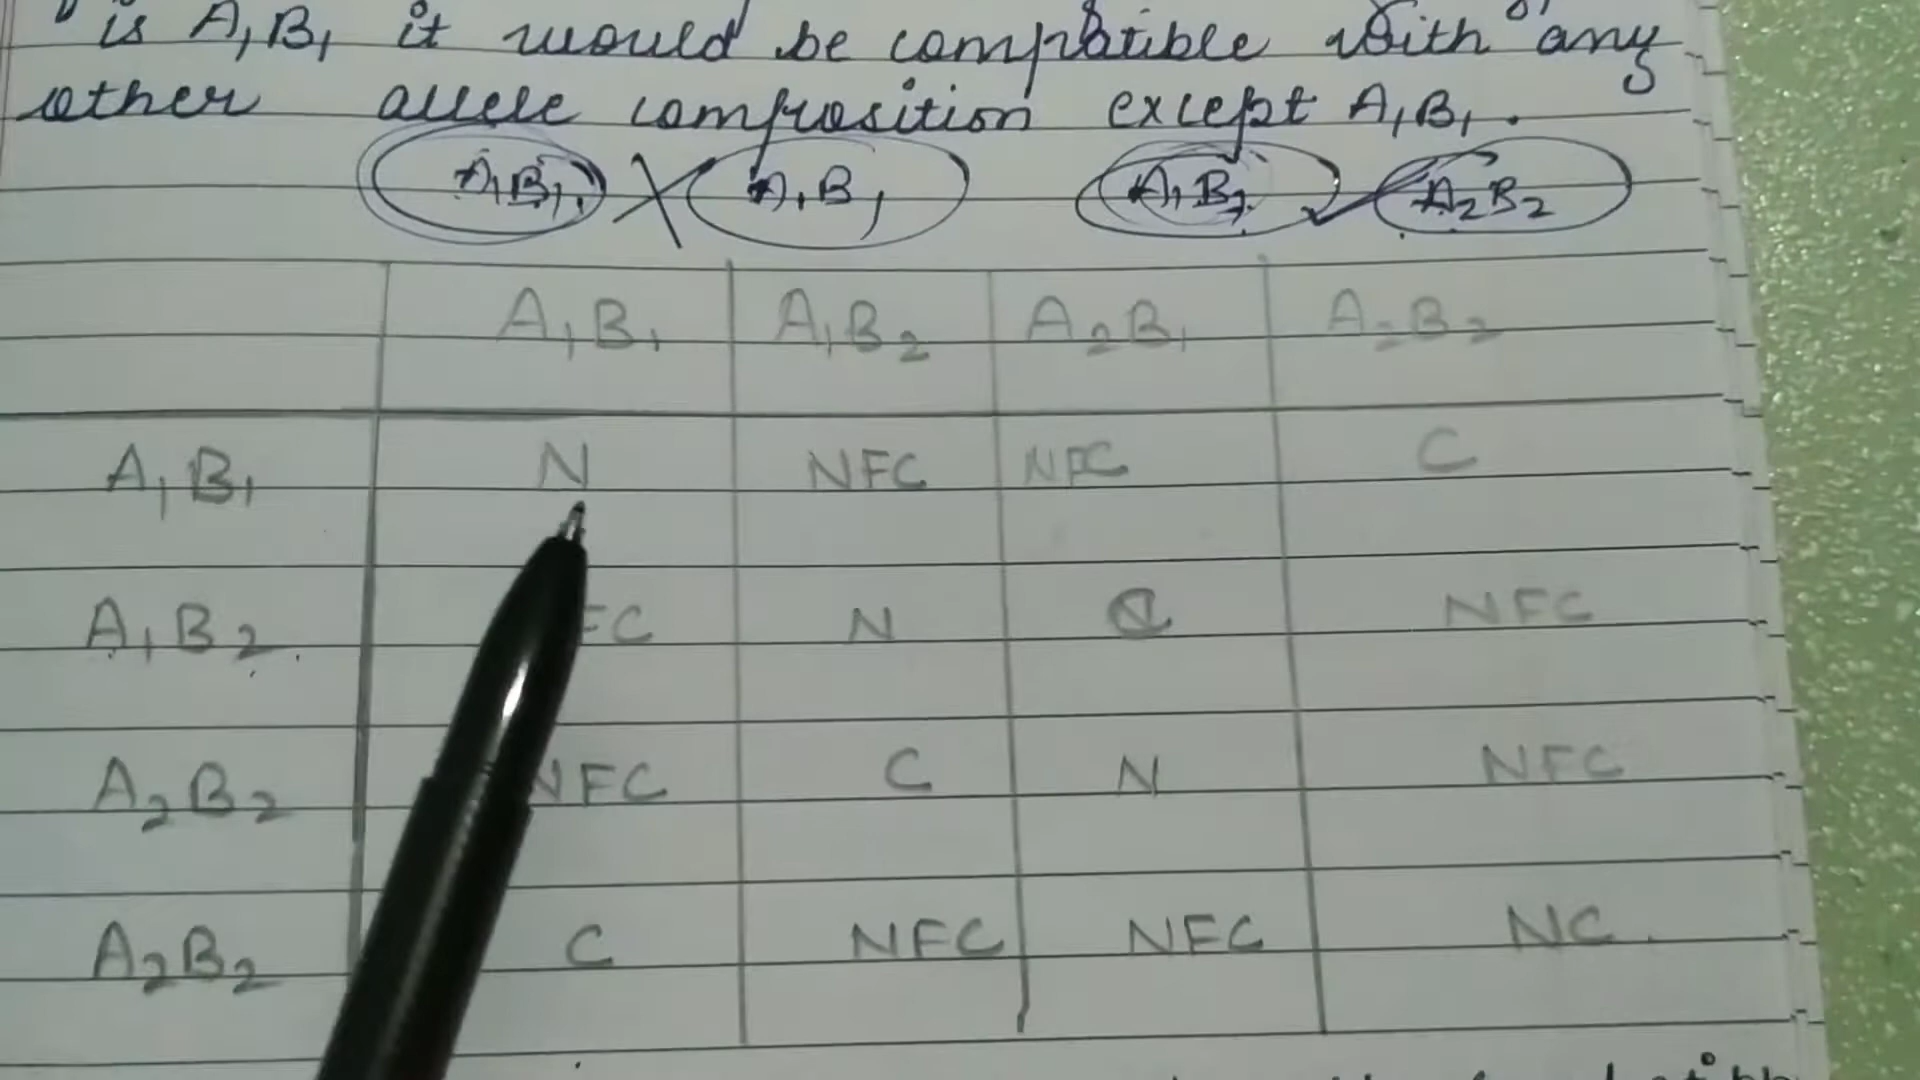 is A₁B₁ it would be compatible with any
other allele composition except A₁B₁.
A₁B₁ A₁B₁ A₁B₂ A₂B₂
A₁B₁ A₁B₂ A₂B₁ A₂B₂
A₁B₁ N NFC NFC C
A₁B₂ FC N C NFC
A₂B₂ NFC C N NFC
A₂B₂ C NFC NFC NC